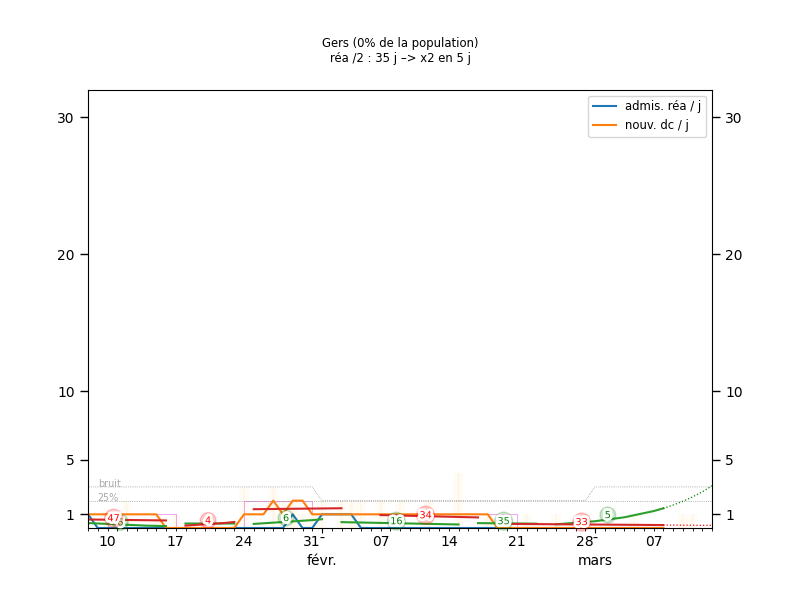 Gers (0% de la population)
réa /2 : 35 j –> x2 en 5 j
admis. réa / j
nouv. dc / j
30 30
20 20
10 10
5 5
1 1
bruit
25%
47 4 6 16 34 35 33 5
10 17 24 31 07 14 21 28 07
févr. mars